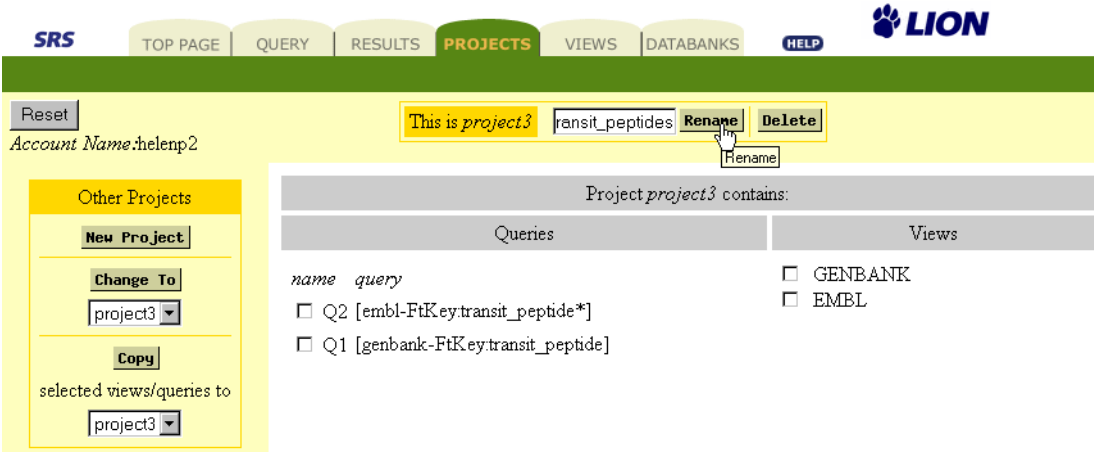 SRS
TOP PAGE
QUERY
RESULTS
PROJECTS
VIEWS
DATABANKS
HELP
LION
Reset
Account Name:helenp2
This is project3
ransit_peptides
Rename
Delete
Rename
Other Projects
New Project
Change To
project3
Copy
selected views/queries to
project3
Project project3 contains:
Queries
Views
name query
Q2 [embl-FtKey:transit_peptide*]
Q1 [genbank-FtKey:transit_peptide]
GENBANK
EMBL